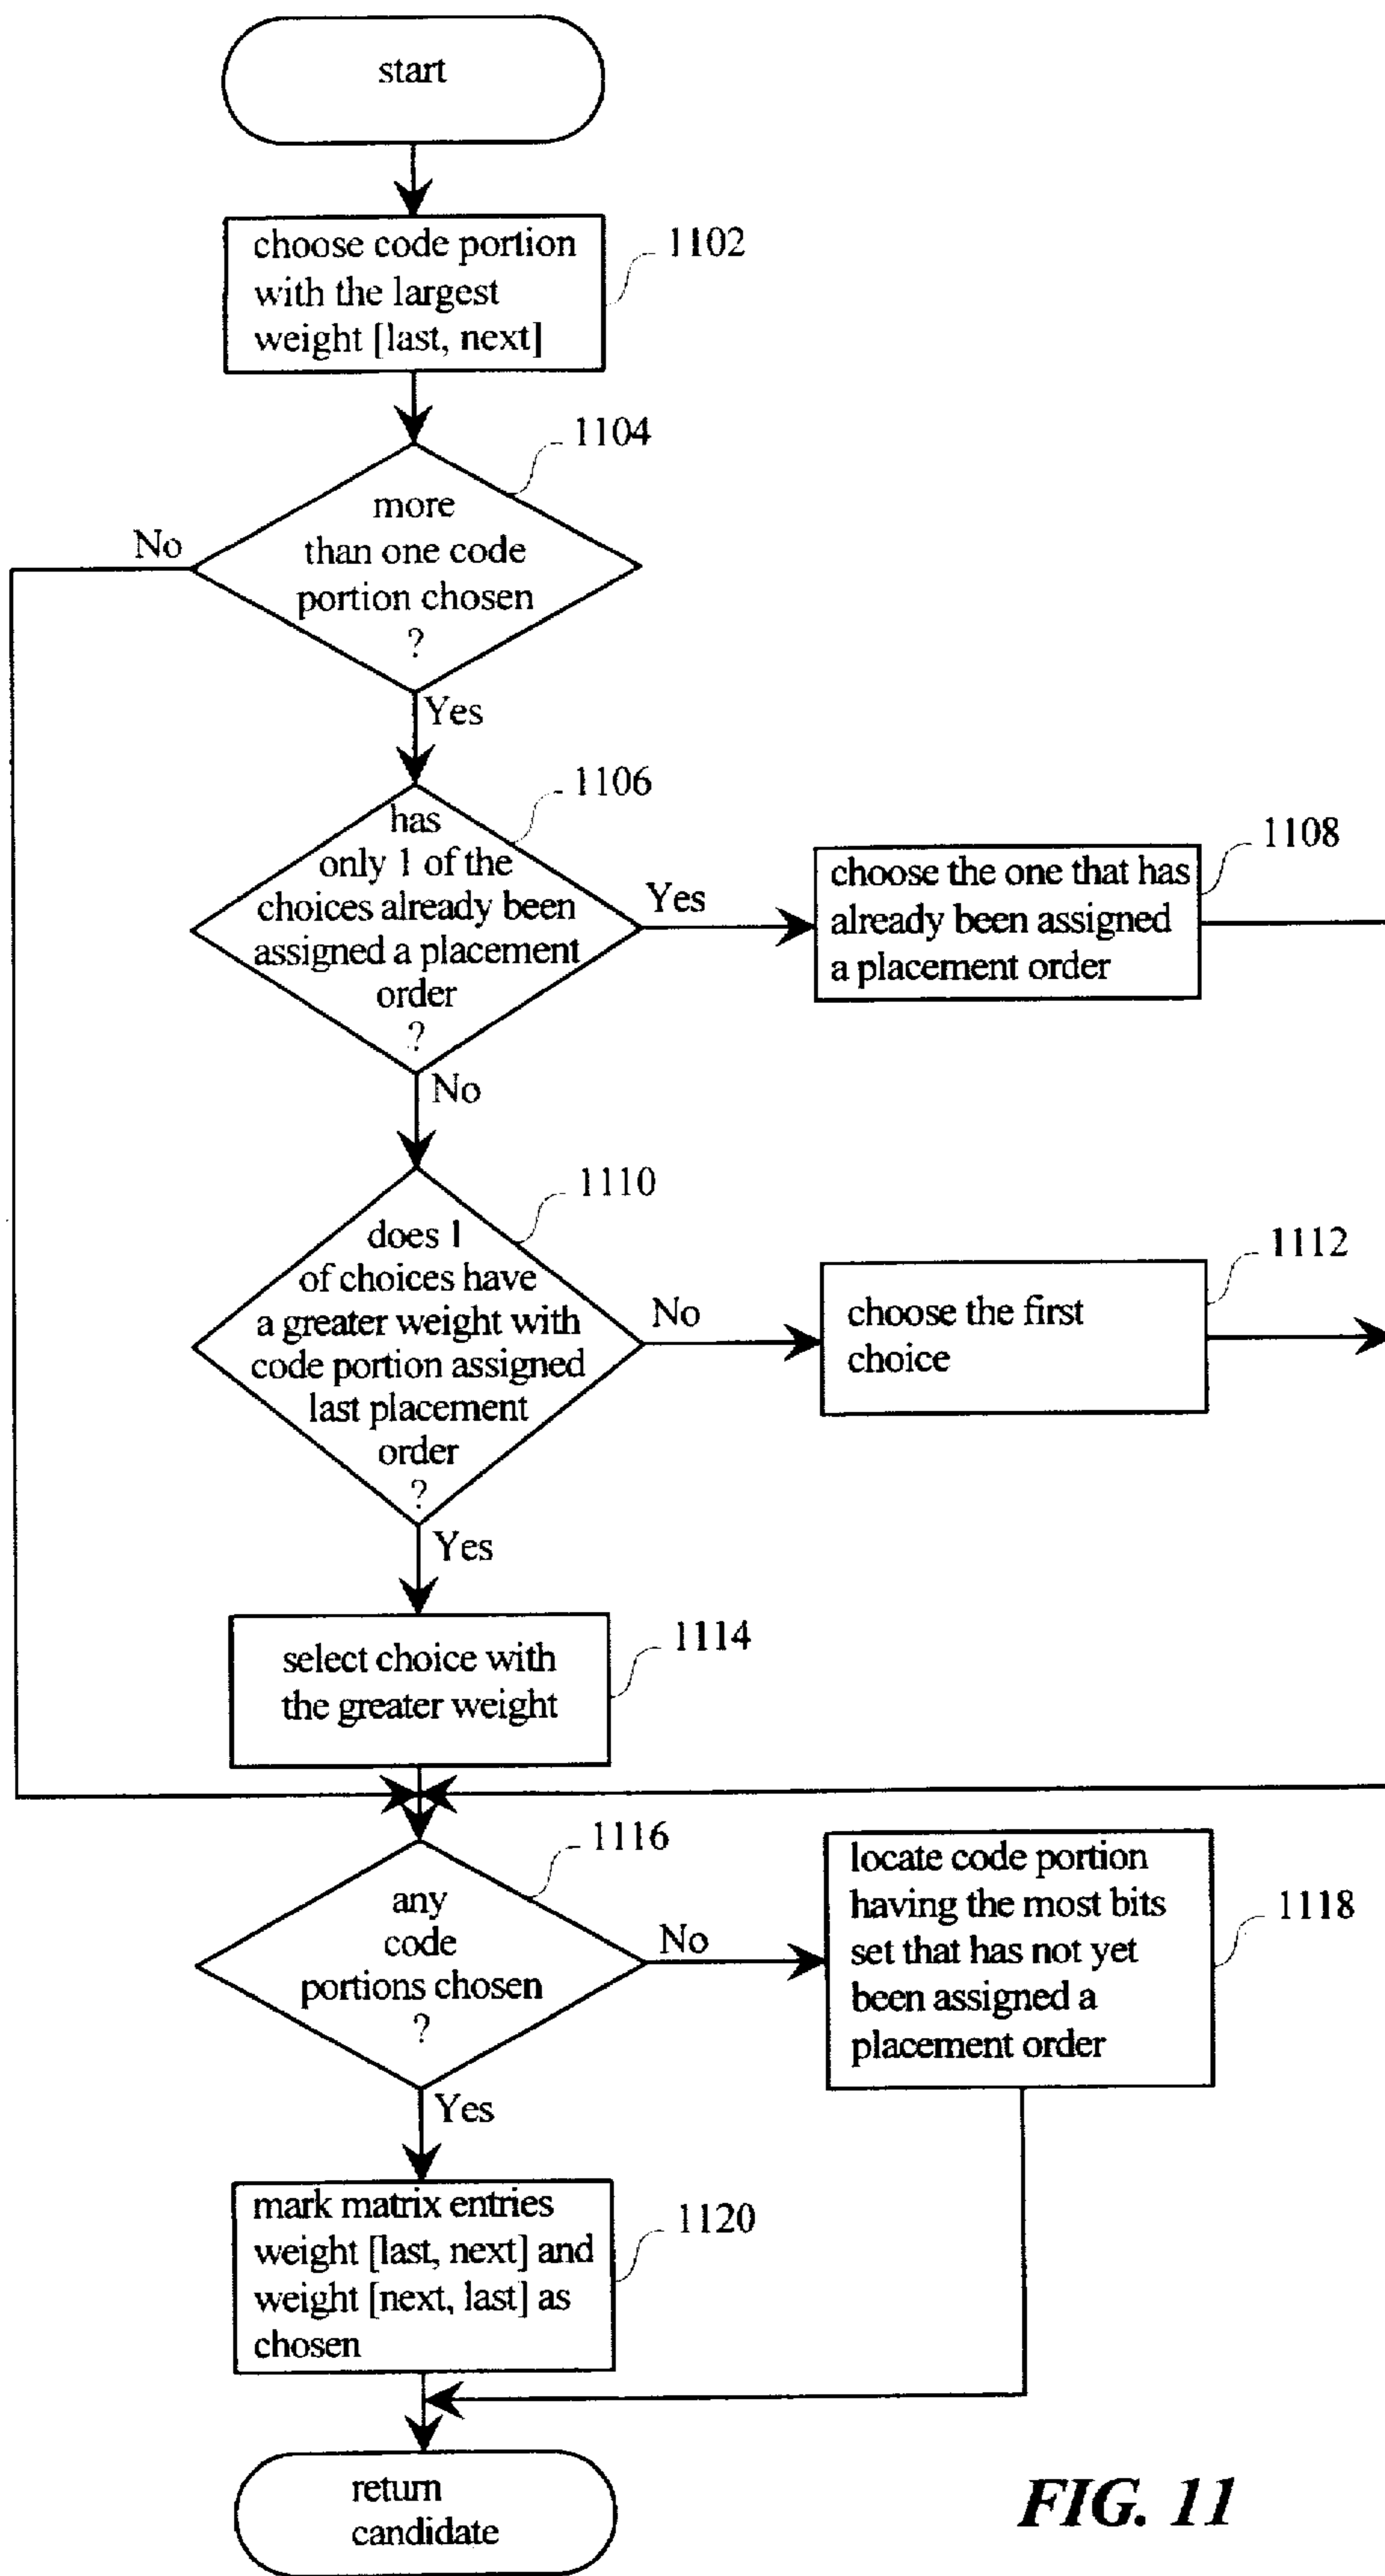 start
choose code portion
with the largest
weight [last, next]
1102
1104
more
than one code
portion chosen
?
No
Yes
1106
has
only 1 of the
choices already been
assigned a placement
order
?
Yes
1108
choose the one that has
already been assigned
a placement order
No
1110
does 1
of choices have
a greater weight with
code portion assigned
last placement
order
?
No
1112
choose the first
choice
Yes
1114
select choice with
the greater weight
1116
any
code
portions chosen
?
No
1118
locate code portion
having the most bits
set that has not yet
been assigned a
placement order
Yes
1120
mark matrix entries
weight [last, next] and
weight [next, last] as
chosen
return
candidate
FIG. 11